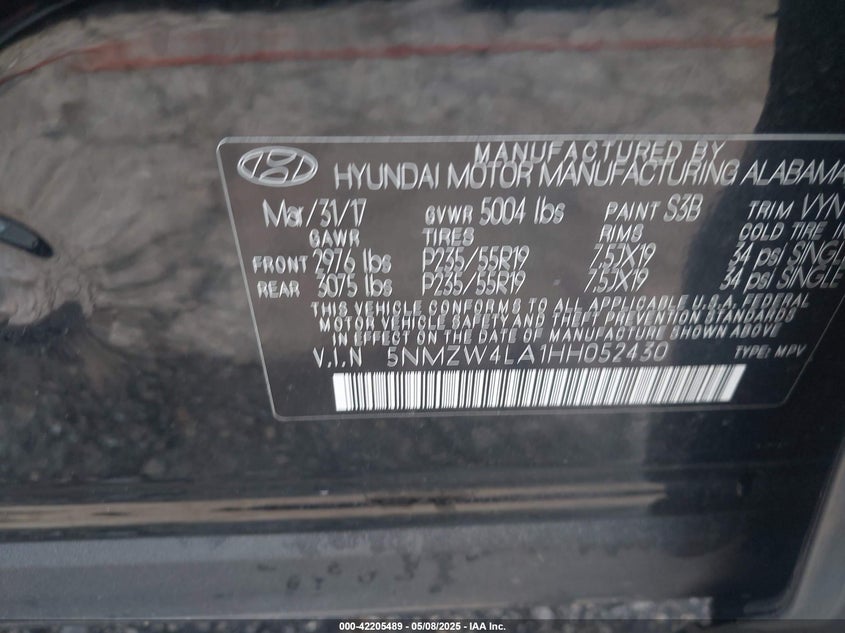 MANUFACTURED BY
HYUNDAI MOTOR MANUFACTURING ALABAMA
Mar/31/17 GVWR 5004 lbs PAINT S3B TRIM VYN
GAWR TIRES RIMS COLD TIRE IN
FRONT 2976 lbs P235/55R19 7.5JX19 34 psi SINGLE
REAR 3075 lbs P235/55R19 7.5JX19 34 psi SINGLE
THIS VEHICLE CONFORMS TO ALL APPLICABLE U.S.A. FEDERAL
MOTOR VEHICLE SAFETY AND THEFT PREVENTION STANDARDS
IN EFFECT ON THE DATE OF MANUFACTURE SHOWN ABOVE.
V.I.N 5NMZW4LA1HH052430 TYPE: MPV
000-42205489 - 05/08/2025 - IAA Inc.